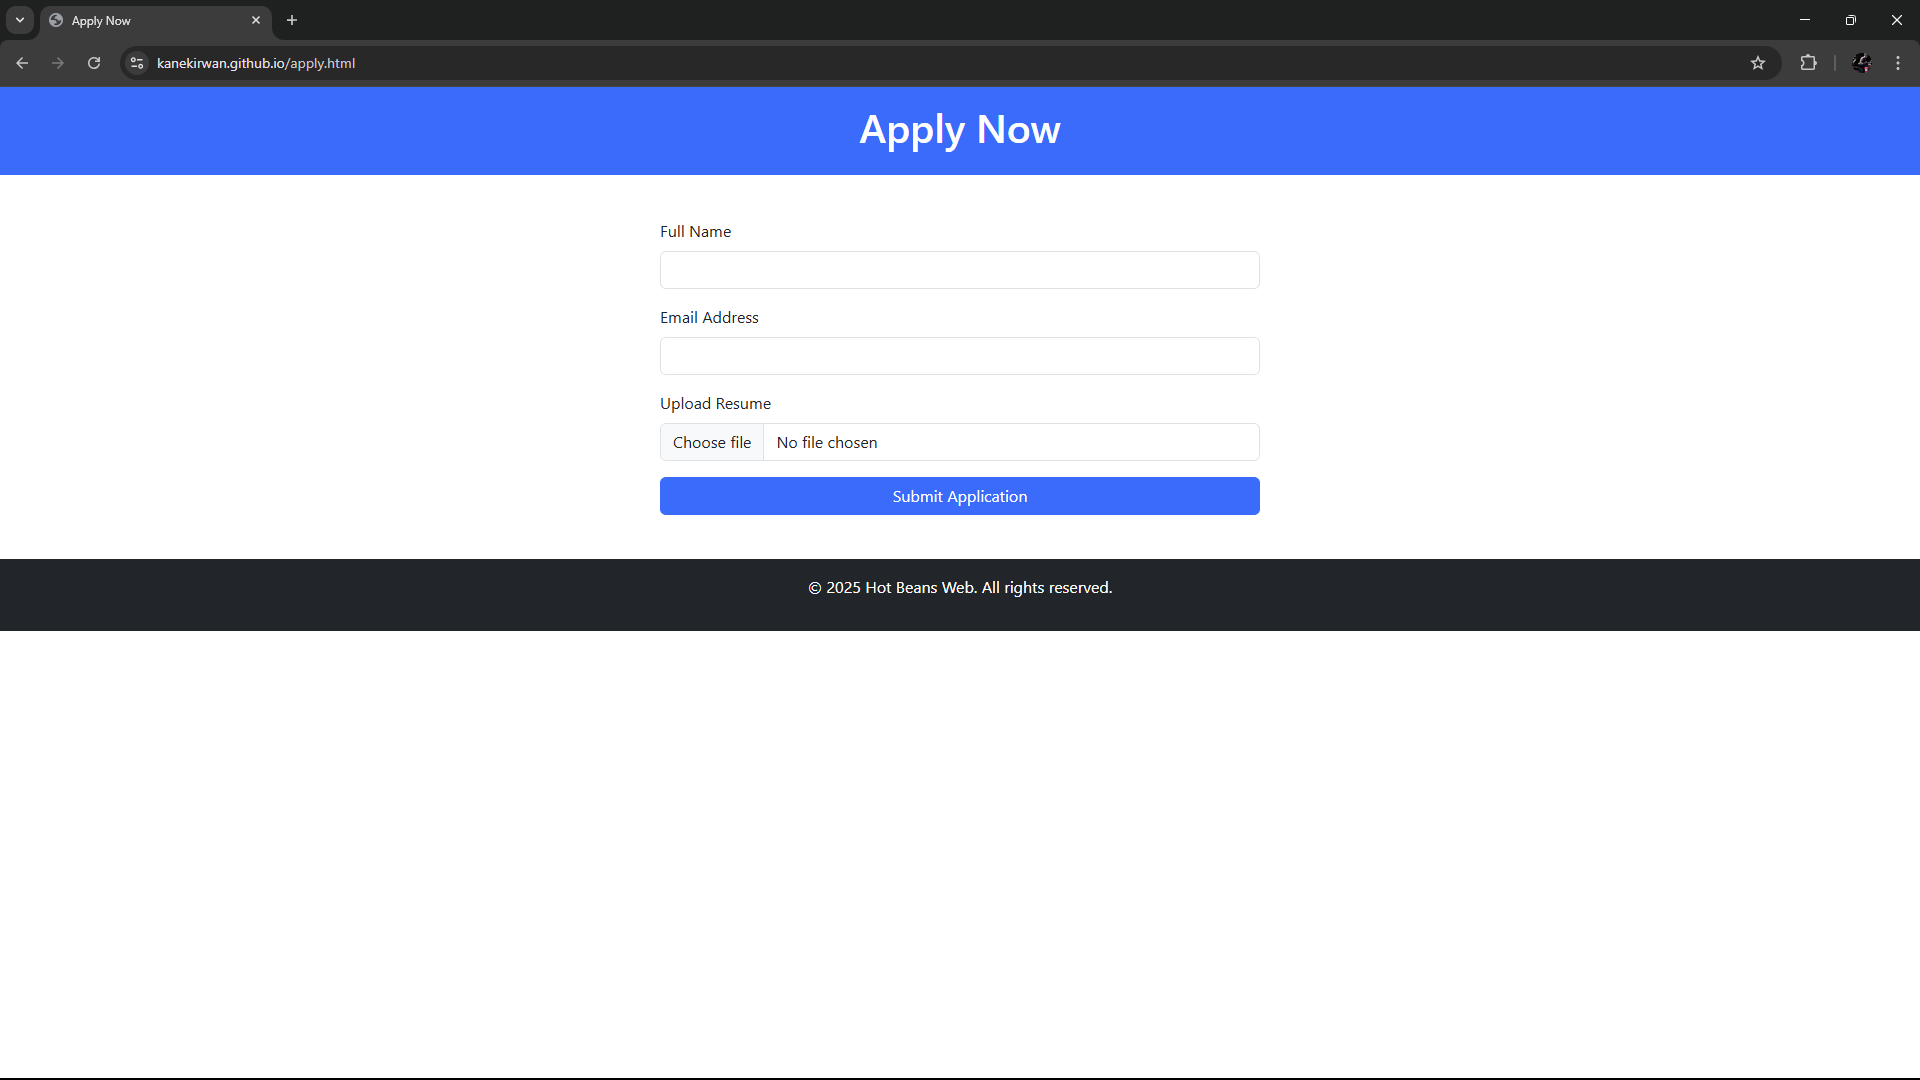 Apply Now
kanekirwan.github.io/apply.html
Apply Now
Full Name
Email Address
Upload Resume
Choose file No file chosen
Submit Application
© 2025 Hot Beans Web. All rights reserved.